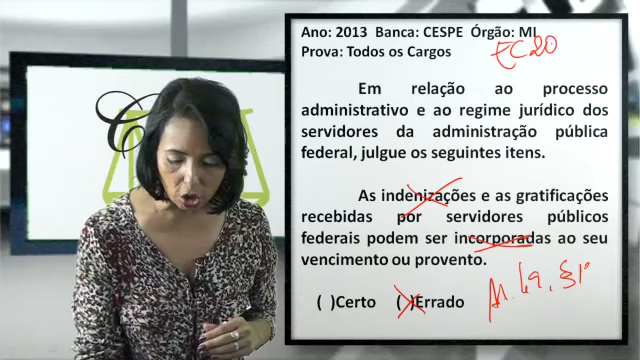 Ano: 2013 Banca: CESPE Órgão: MI
Prova: Todos os Cargos
EC20
Em relação ao processo
administrativo e ao regime jurídico dos
servidores da administração pública
federal, julgue os seguintes itens.
As indenizações e as gratificações
recebidas por servidores públicos
federais podem ser incorporadas ao seu
vencimento ou provento.
( )Certo ( )Errado
Art. 49, §1º